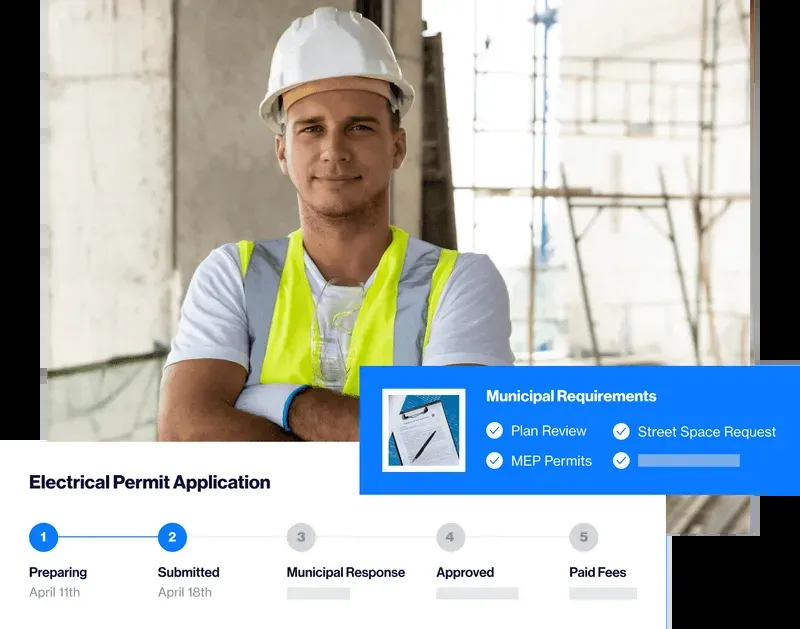 Municipal Requirements
Plan Review
Street Space Request
MEP Permits
Electrical Permit Application
1 2 3 4 5
Preparing Submitted Municipal Response Approved Paid Fees
April 11th April 18th